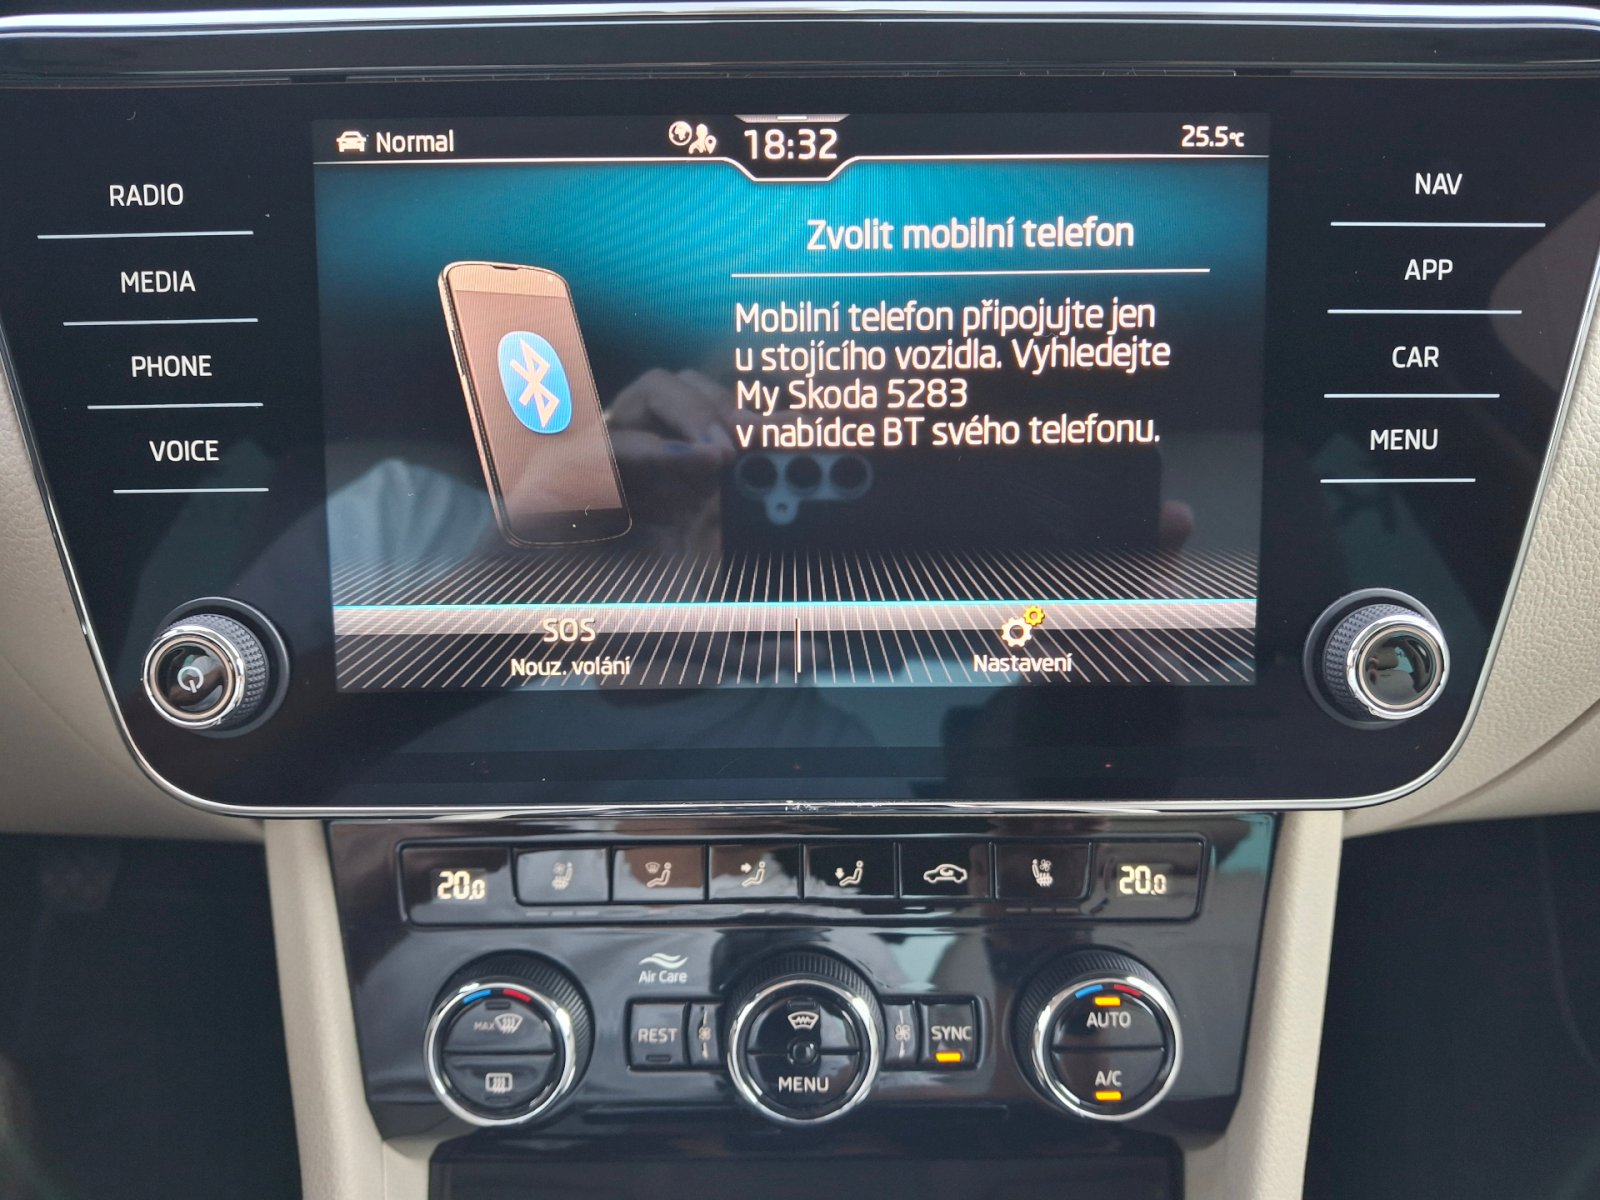 Normal
18:32
25.5°C
RADIO
MEDIA
PHONE
VOICE
NAV
APP
CAR
MENU
Zvolit mobilní telefon
Mobilní telefon připojujte jen
u stojícího vozidla. Vyhledejte
My Skoda 5283
v nabídce BT svého telefonu.
SOS
Nouz. volání
Nastavení
20.0
20.0
Air Care
MAX
REST
MENU
SYNC
AUTO
A/C